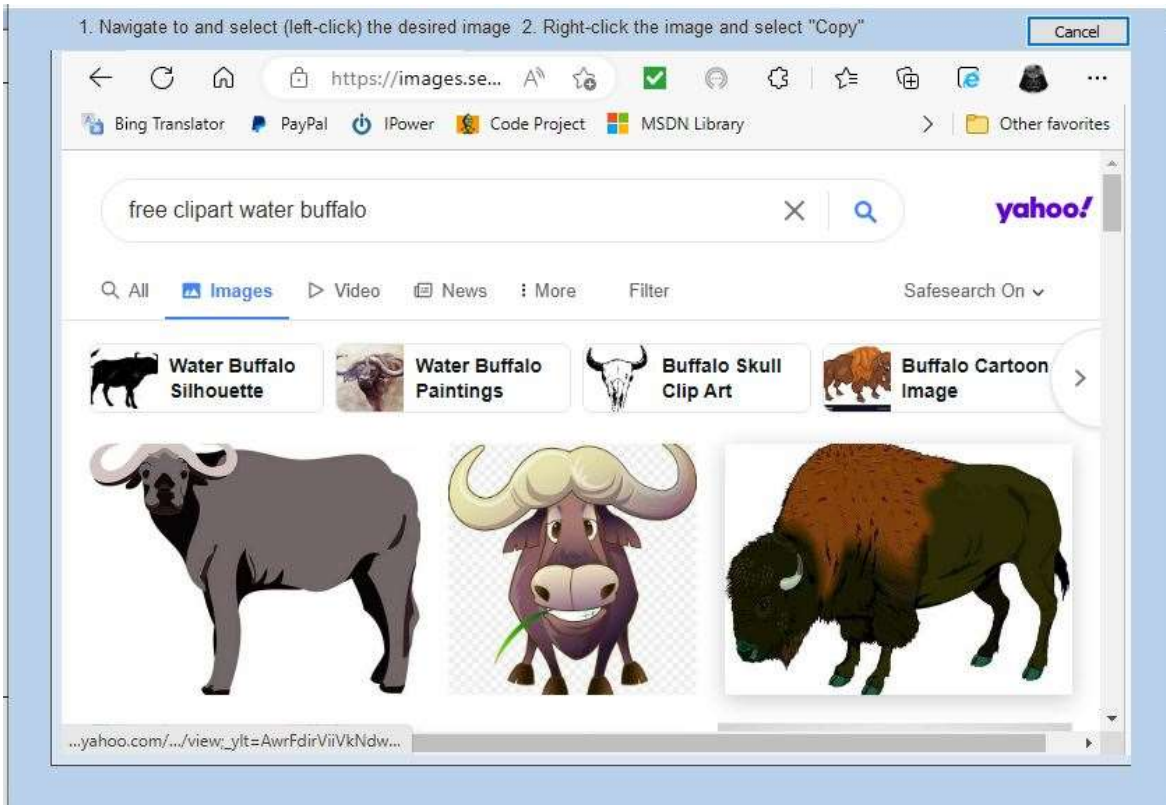 1. Navigate to and select (left-click) the desired image 2. Right-click the image and select "Copy"
Cancel
https://images.se...
Bing Translator PayPal IPower Code Project MSDN Library > Other favorites
free clipart water buffalo
yahoo!
All Images Video News More Filter Safesearch On
Water Buffalo
Silhouette
Water Buffalo
Paintings
Buffalo Skull
Clip Art
Buffalo Cartoon
Image
...yahoo.com/.../view;_ylt=AwrFdirViiVkNdw...